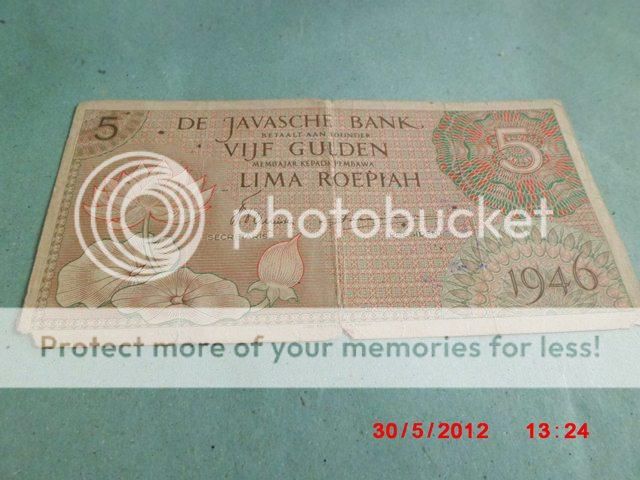 5 DE JAVASCHE BANK 5
BETAALT AAN TOONDER
VIJF GULDEN
MEMBAJAR KEPADA PEMBAWA
LIMA ROEPIAH
photobucket
1946
Protect more of your memories for less!
30/5/2012 13:24